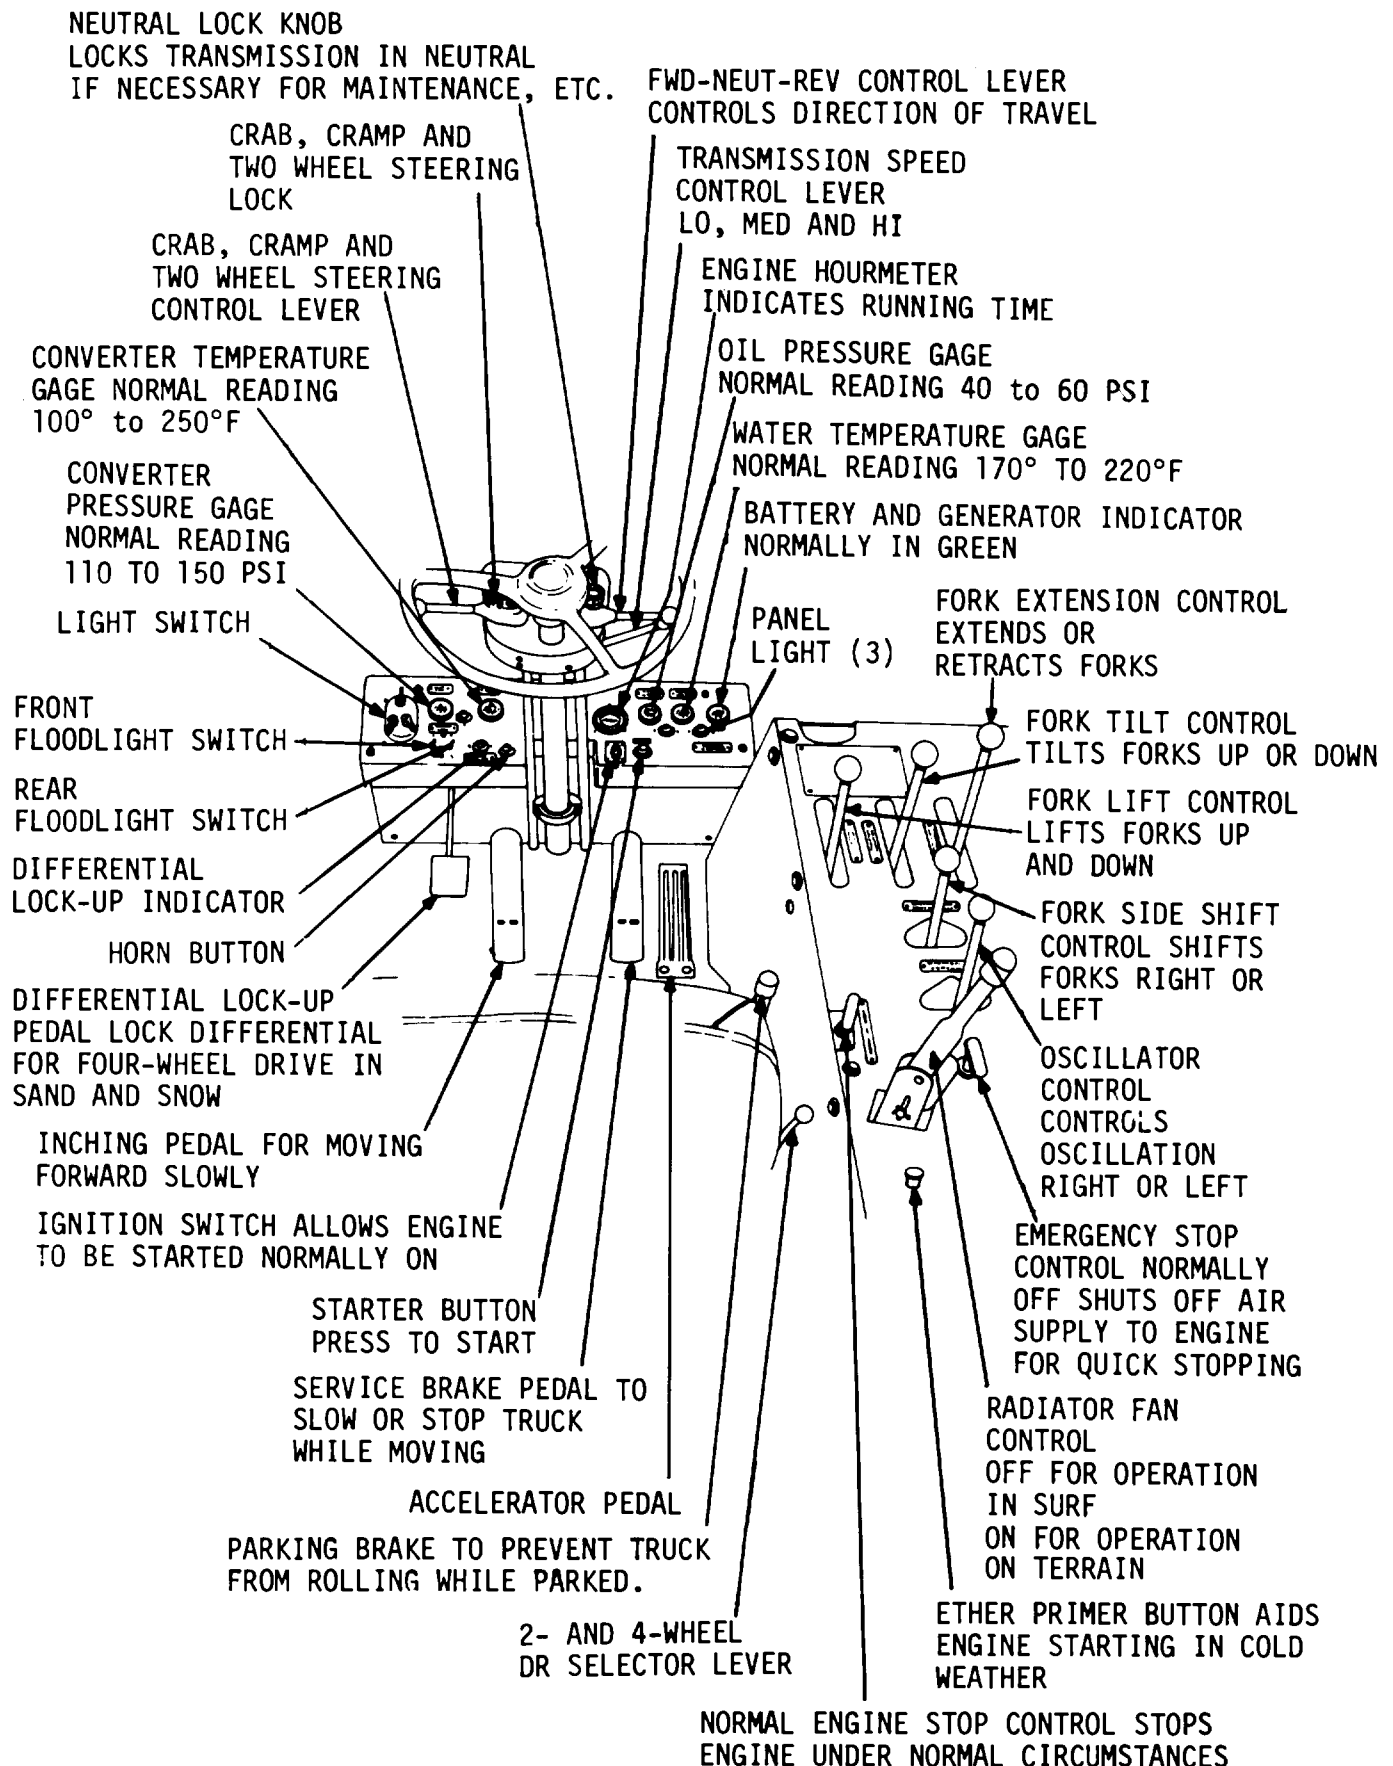 NEUTRAL LOCK KNOB
LOCKS TRANSMISSION IN NEUTRAL
IF NECESSARY FOR MAINTENANCE, ETC.
FWD-NEUT-REV CONTROL LEVER
CONTROLS DIRECTION OF TRAVEL
CRAB, CRAMP AND
TWO WHEEL STEERING
LOCK
TRANSMISSION SPEED
CONTROL LEVER
LO, MED AND HI
CRAB, CRAMP AND
TWO WHEEL STEERING
CONTROL LEVER
ENGINE HOURMETER
INDICATES RUNNING TIME
CONVERTER TEMPERATURE
GAGE NORMAL READING
100° to 250°F
OIL PRESSURE GAGE
NORMAL READING 40 to 60 PSI
WATER TEMPERATURE GAGE
NORMAL READING 170° TO 220°F
CONVERTER
PRESSURE GAGE
NORMAL READING
110 TO 150 PSI
BATTERY AND GENERATOR INDICATOR
NORMALLY IN GREEN
LIGHT SWITCH
PANEL
LIGHT (3)
FORK EXTENSION CONTROL
EXTENDS OR
RETRACTS FORKS
FRONT
FLOODLIGHT SWITCH
FORK TILT CONTROL
TILTS FORKS UP OR DOWN
REAR
FLOODLIGHT SWITCH
FORK LIFT CONTROL
LIFTS FORKS UP
AND DOWN
DIFFERENTIAL
LOCK-UP INDICATOR
FORK SIDE SHIFT
CONTROL SHIFTS
FORKS RIGHT OR
LEFT
HORN BUTTON
DIFFERENTIAL LOCK-UP
PEDAL LOCK DIFFERENTIAL
FOR FOUR-WHEEL DRIVE IN
SAND AND SNOW
OSCILLATOR
CONTROL
CONTROLS
OSCILLATION
RIGHT OR LEFT
INCHING PEDAL FOR MOVING
FORWARD SLOWLY
IGNITION SWITCH ALLOWS ENGINE
TO BE STARTED NORMALLY ON
EMERGENCY STOP
CONTROL NORMALLY
OFF SHUTS OFF AIR
SUPPLY TO ENGINE
FOR QUICK STOPPING
STARTER BUTTON
PRESS TO START
SERVICE BRAKE PEDAL TO
SLOW OR STOP TRUCK
WHILE MOVING
RADIATOR FAN
CONTROL
OFF FOR OPERATION
IN SURF
ON FOR OPERATION
ON TERRAIN
ACCELERATOR PEDAL
PARKING BRAKE TO PREVENT TRUCK
FROM ROLLING WHILE PARKED.
ETHER PRIMER BUTTON AIDS
ENGINE STARTING IN COLD
WEATHER
2- AND 4-WHEEL
DR SELECTOR LEVER
NORMAL ENGINE STOP CONTROL STOPS
ENGINE UNDER NORMAL CIRCUMSTANCES